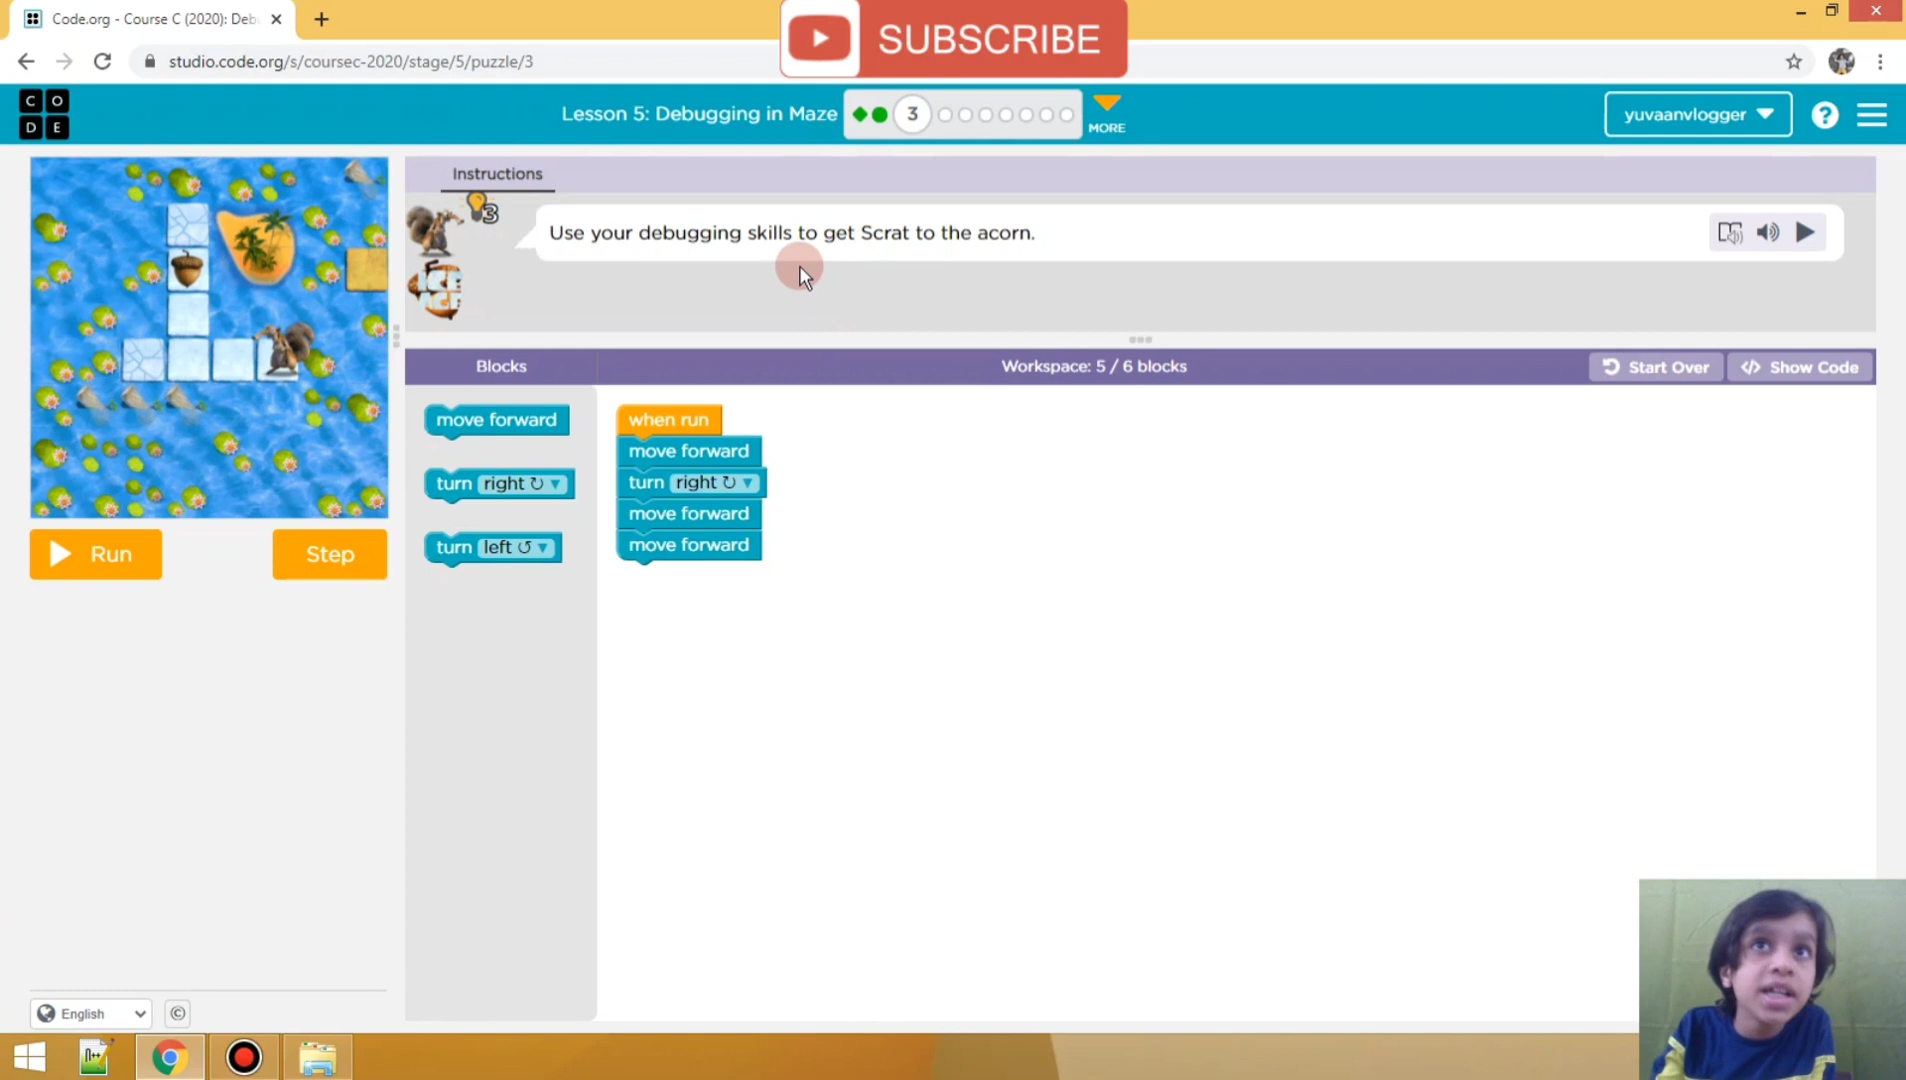 Code.org - Course C (2020): Deb
SUBSCRIBE
studio.code.org/s/coursec-2020/stage/5/puzzle/3
C O
D E
Lesson 5: Debugging in Maze
3
MORE
yuvaanvlogger
?
Instructions
3
Use your debugging skills to get Scrat to the acorn.
ICE
AGE
Blocks
Workspace: 5 / 6 blocks
Start Over
</> Show Code
move forward
turn right ↻ ▾
turn left ↺ ▾
when run
move forward
turn right ↻ ▾
move forward
move forward
Run
Step
English
©
n++